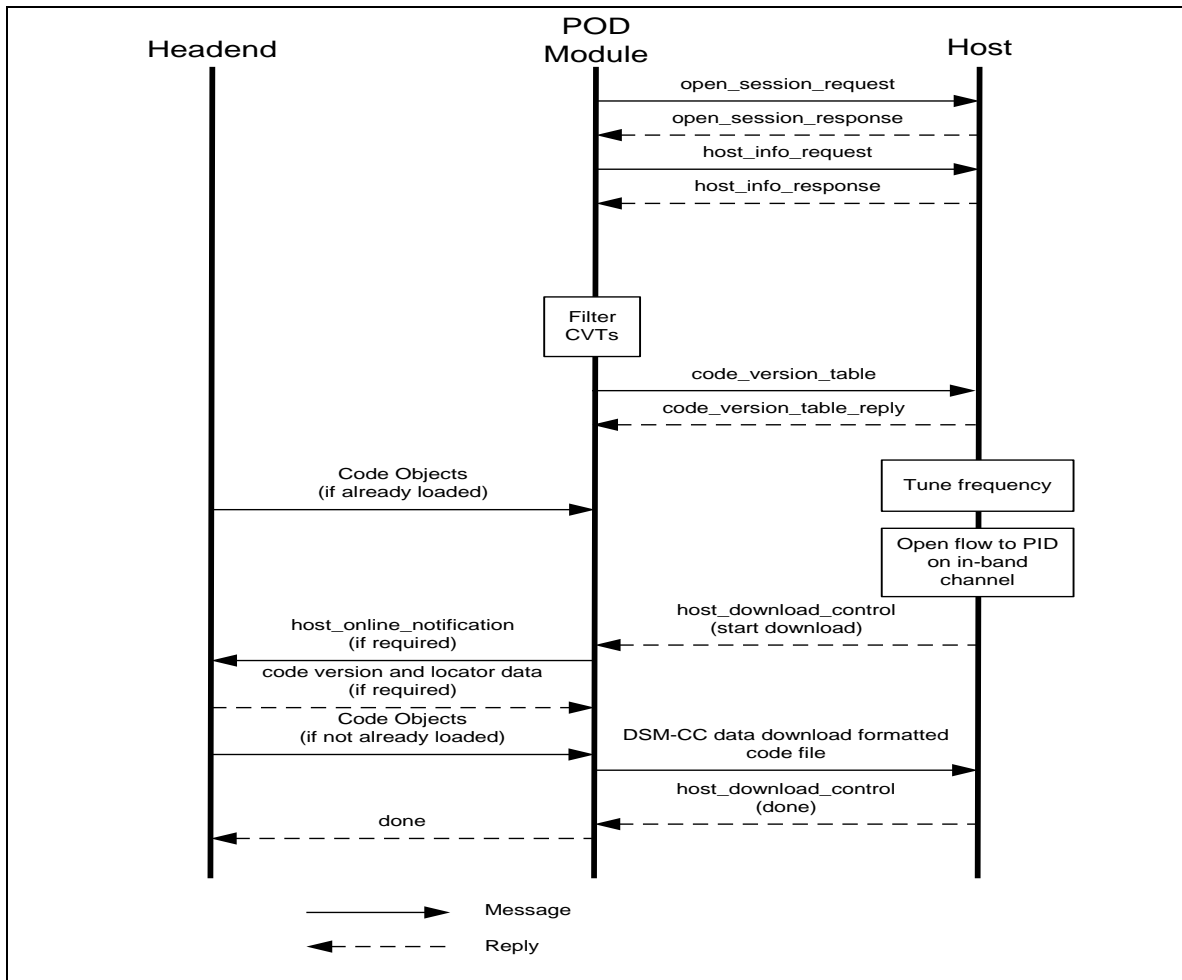 Headend
POD
Module
Host
open_session_request
open_session_response
host_info_request
host_info_response
Filter
CVTs
code_version_table
code_version_table_reply
Code Objects
(if already loaded)
Tune frequency
Open flow to PID
on in-band
channel
host_download_control
(start download)
host_online_notification
(if required)
code version and locator data
(if required)
Code Objects
(if not already loaded)
DSM-CC data download formatted
code file
host_download_control
(done)
done
Message
Reply